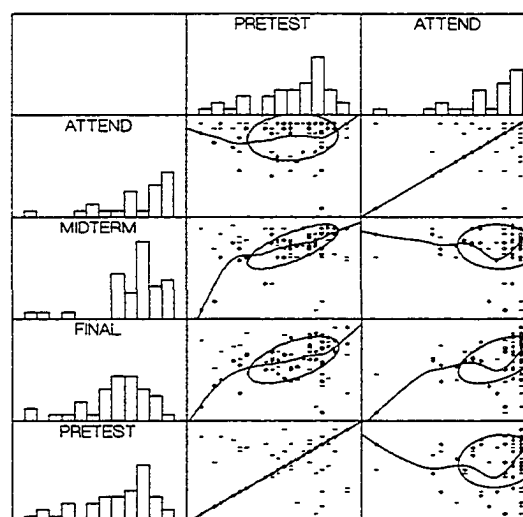 PRETEST
ATTEND
ATTEND
MIDTERM
FINAL
PRETEST